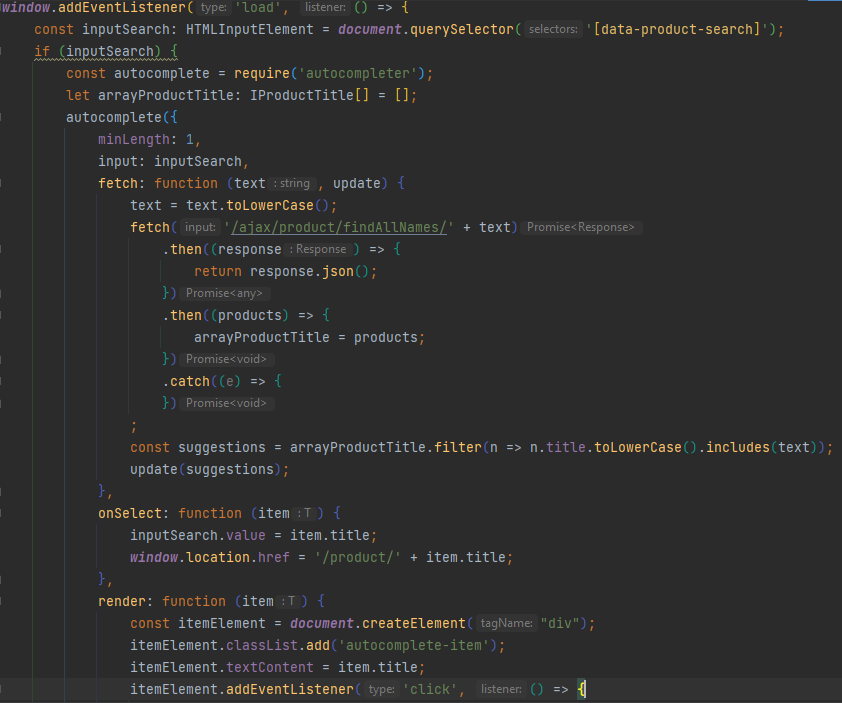 window.addEventListener( type: 'load', listener: () => {
const inputSearch: HTMLInputElement = document.querySelector( selectors: '[data-product-search]');
if (inputSearch) {
const autocomplete = require('autocompleter');
let arrayProductTitle: IProductTitle[] = [];
autocomplete({
minLength: 1,
input: inputSearch,
fetch: function (text : string , update) {
text = text.toLowerCase();
fetch( input: '/ajax/product/findAllNames/' + text) Promise<Response>
.then((response : Response ) => {
return response.json();
}) Promise<any>
.then((products) => {
arrayProductTitle = products;
}) Promise<void>
.catch((e) => {
}) Promise<void>
;
const suggestions = arrayProductTitle.filter(n => n.title.toLowerCase().includes(text));
update(suggestions);
},
onSelect: function (item : T ) {
inputSearch.value = item.title;
window.location.href = '/product/' + item.title;
},
render: function (item : T ) {
const itemElement = document.createElement( tagName: "div");
itemElement.classList.add('autocomplete-item');
itemElement.textContent = item.title;
itemElement.addEventListener( type: 'click', listener: () => {